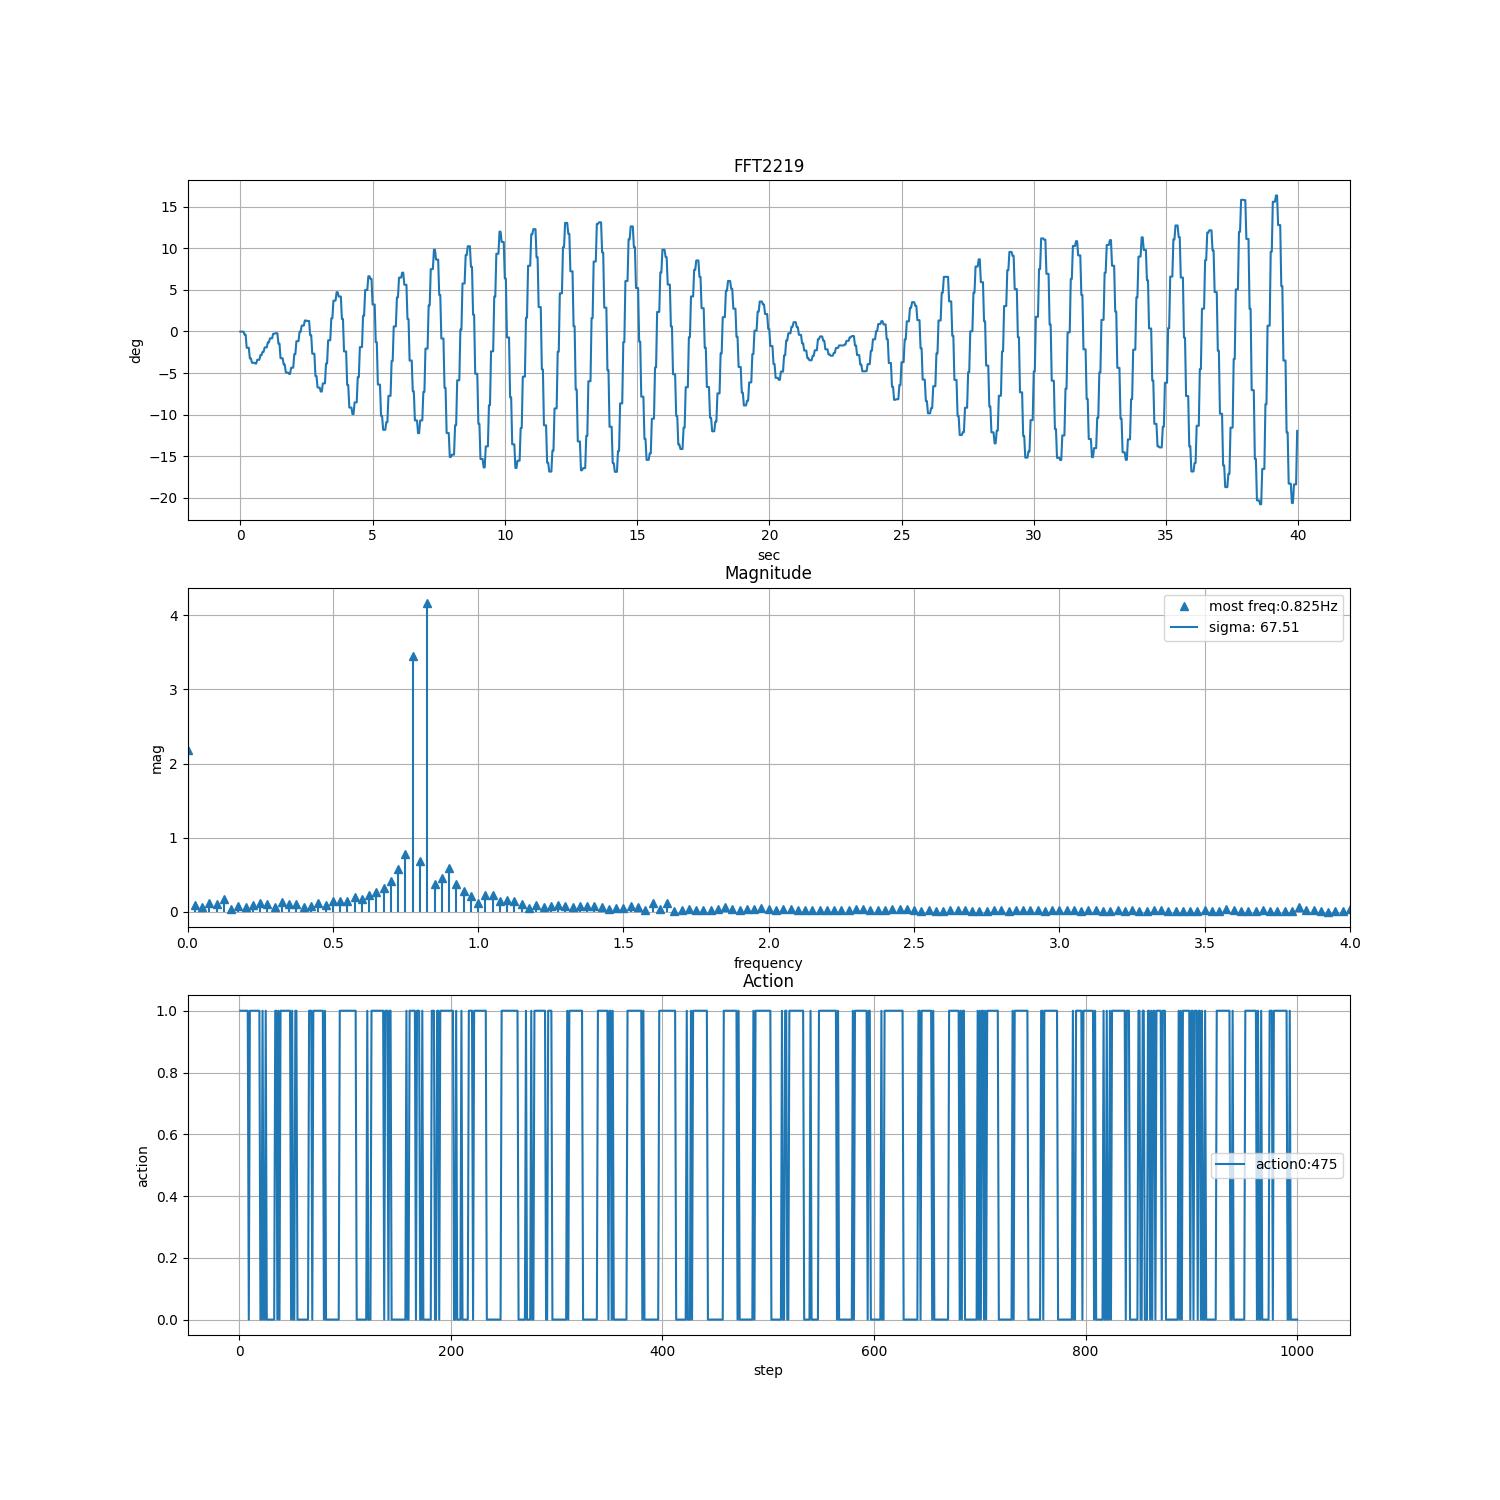 FFT2219
15
10
5
0
−5
−10
−15
−20
deg
0 5 10 15 20 25 30 35 40
sec
Magnitude
most freq:0.825Hz
sigma: 67.51
4
3
2
1
0
mag
0.0 0.5 1.0 1.5 2.0 2.5 3.0 3.5 4.0
frequency
Action
1.0
0.8
0.6
0.4
0.2
0.0
action
action0:475
0 200 400 600 800 1000
step